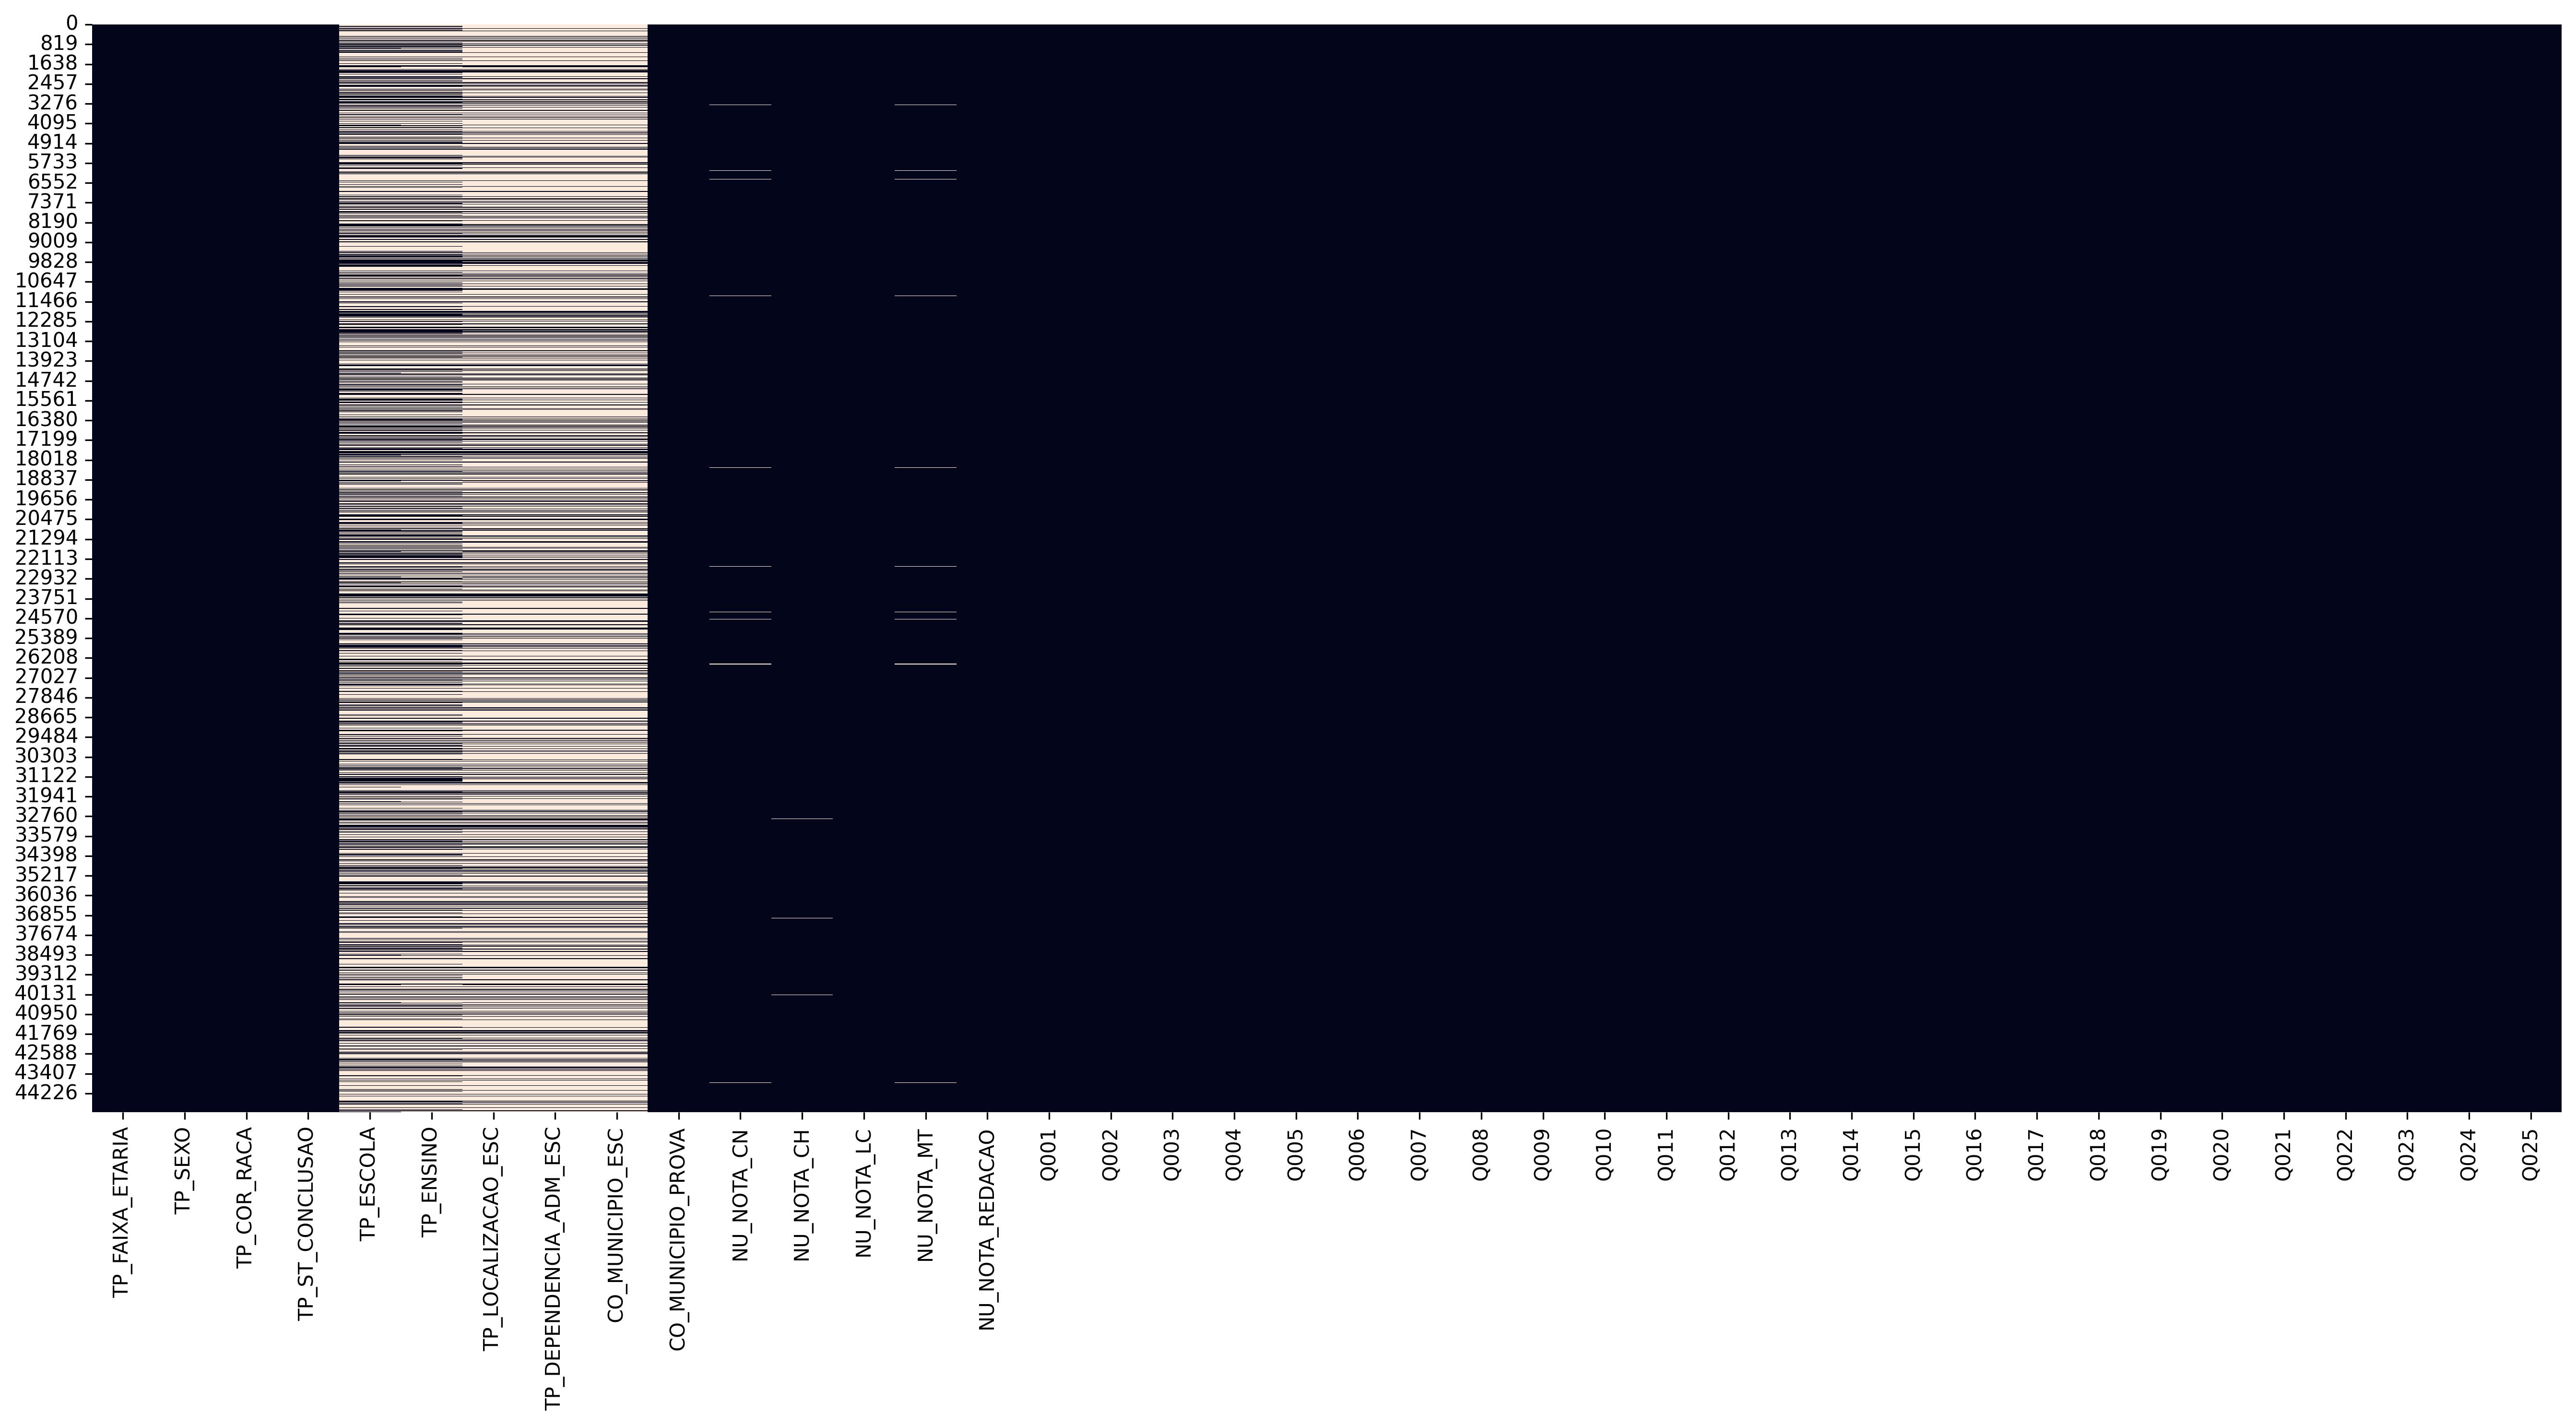 0
819
1638
2457
3276
4095
4914
5733
6552
7371
8190
9009
9828
10647
11466
12285
13104
13923
14742
15561
16380
17199
18018
18837
19656
20475
21294
22113
22932
23751
24570
25389
26208
27027
27846
28665
29484
30303
31122
31941
32760
33579
34398
35217
36036
36855
37674
38493
39312
40131
40950
41769
42588
43407
44226
TP_FAIXA_ETARIA
TP_SEXO
TP_COR_RACA
TP_ST_CONCLUSAO
TP_ESCOLA
TP_ENSINO
TP_LOCALIZACAO_ESC
TP_DEPENDENCIA_ADM_ESC
CO_MUNICIPIO_ESC
CO_MUNICIPIO_PROVA
NU_NOTA_CN
NU_NOTA_CH
NU_NOTA_LC
NU_NOTA_MT
NU_NOTA_REDACAO
Q001
Q002
Q003
Q004
Q005
Q006
Q007
Q008
Q009
Q010
Q011
Q012
Q013
Q014
Q015
Q016
Q017
Q018
Q019
Q020
Q021
Q022
Q023
Q024
Q025